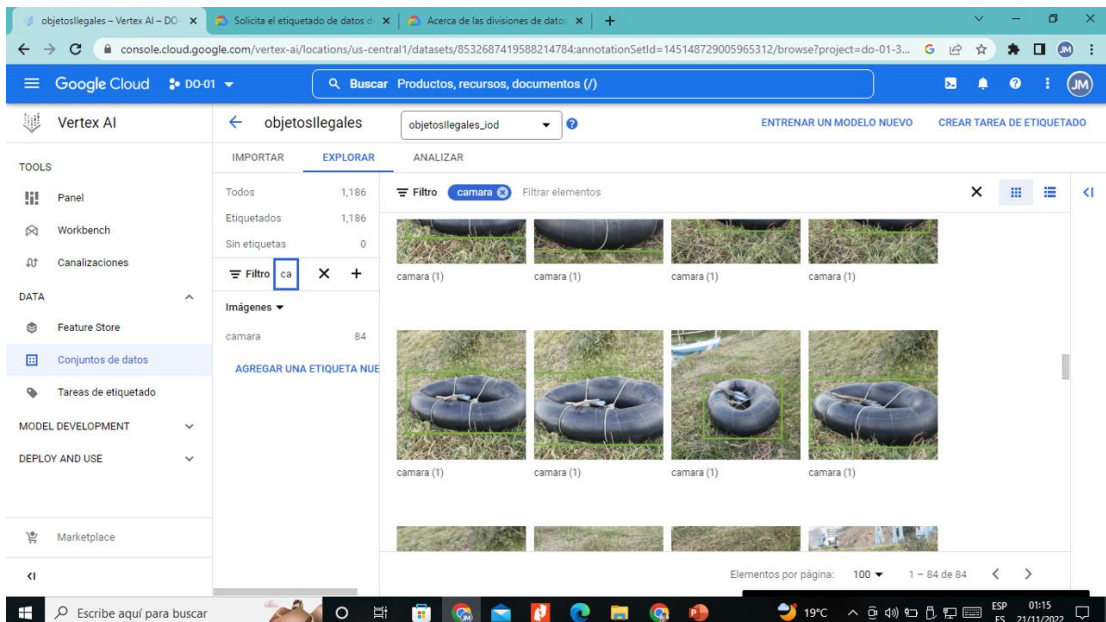 objetosIlegales – Vertex AI – DO-
Solicita el etiquetado de datos d
Acerca de las divisiones de datos
console.cloud.google.com/vertex-ai/locations/us-central1/datasets/8532687419588214784;annotationSetId=145148729005965312/browse?project=do-01-3...
Google Cloud DO-01 Buscar Productos, recursos, documentos (/) JM
Vertex AI
objetosIlegales objetosIlegales_iod ENTRENAR UN MODELO NUEVO CREAR TAREA DE ETIQUETADO
IMPORTAR EXPLORAR ANALIZAR
TOOLS
Panel
Workbench
Canalizaciones
DATA
Feature Store
Conjuntos de datos
Tareas de etiquetado
MODEL DEVELOPMENT
DEPLOY AND USE
Marketplace
Todos 1,186
Etiquetados 1,186
Sin etiquetas 0
Filtro ca
Imágenes
camara 84
AGREGAR UNA ETIQUETA NUE
Filtro camara Filtrar elementos
camara (1) camara (1) camara (1) camara (1)
camara (1) camara (1) camara (1) camara (1)
Elementos por página: 100 1 – 84 de 84
Escribe aquí para buscar
19°C ESP 01:15
ES 21/11/2022